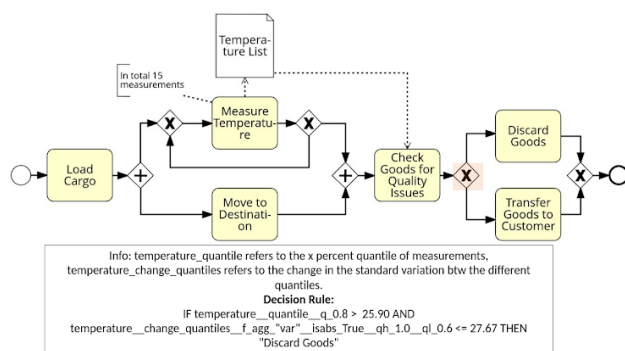 Tempera-
ture List
In total 15
measurements
Measure
Temperatu-
re
Load
Cargo
Move to
Destinati-
on
Check
Goods for
Quality
Issues
Discard
Goods
Transfer
Goods to
Customer
Info: temperature_quantile refers to the x percent quantile of measurements,
temperature_change_quantiles refers to the change in the standard variation btw the different
quantiles.
Decision Rule:
IF temperature__quantile__q_0.8 > 25.90 AND
temperature__change_quantiles__f_agg_"var"__isabs_True__qh_1.0__ql_0.6 <= 27.67 THEN
"Discard Goods"